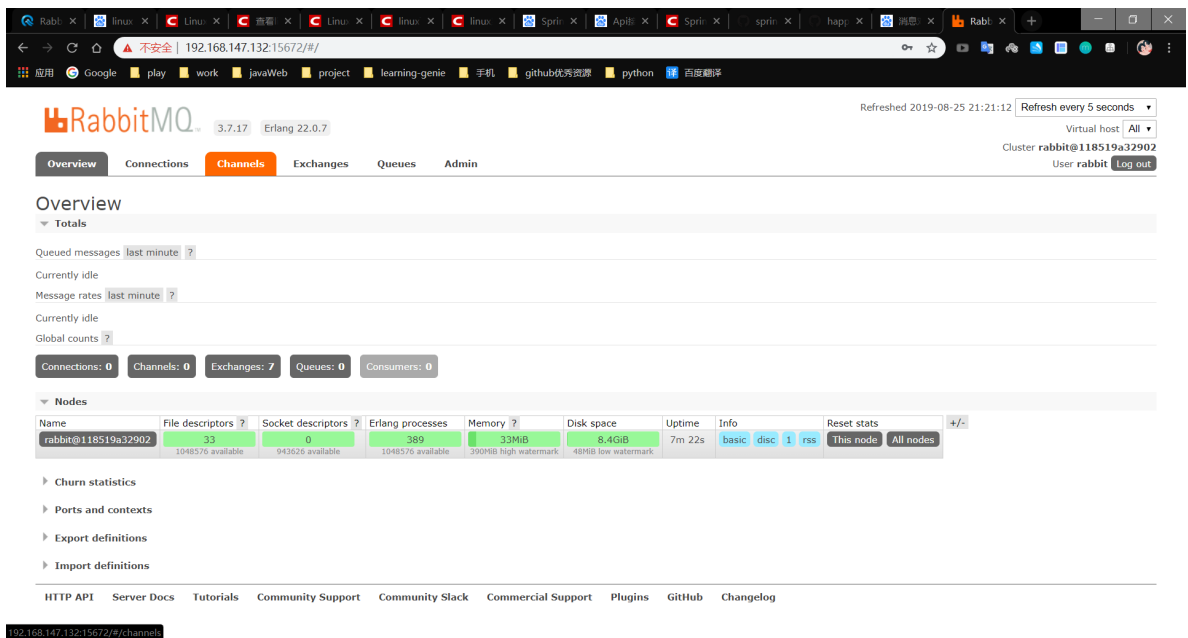 Rabb linux Linu 查看 Linu linux linux Sprin Api Sprin sprin happ 消息 Rabb
不安全 | 192.168.147.132:15672/#/
应用 Google play work javaWeb project learning-genie 手机 github优秀资源 python 译 百度翻译
RabbitMQ 3.7.17 Erlang 22.0.7
Refreshed 2019-08-25 21:21:12 Refresh every 5 seconds
Virtual host All
Cluster rabbit@118519a32902
User rabbit Log out
Overview Connections Channels Exchanges Queues Admin
Overview
Totals
Queued messages last minute ?
Currently idle
Message rates last minute ?
Currently idle
Global counts ?
Connections: 0 Channels: 0 Exchanges: 7 Queues: 0 Consumers: 0
Nodes
Name File descriptors ? Socket descriptors ? Erlang processes Memory ? Disk space Uptime Info Reset stats +/-
rabbit@118519a32902 33 0 389 33MiB 8.4GiB 7m 22s basic disc 1 rss This node All nodes
1048576 available 943626 available 1048576 available 390MiB high watermark 48MiB low watermark
Churn statistics
Ports and contexts
Export definitions
Import definitions
HTTP API Server Docs Tutorials Community Support Community Slack Commercial Support Plugins GitHub Changelog
192.168.147.132:15672/#/channels